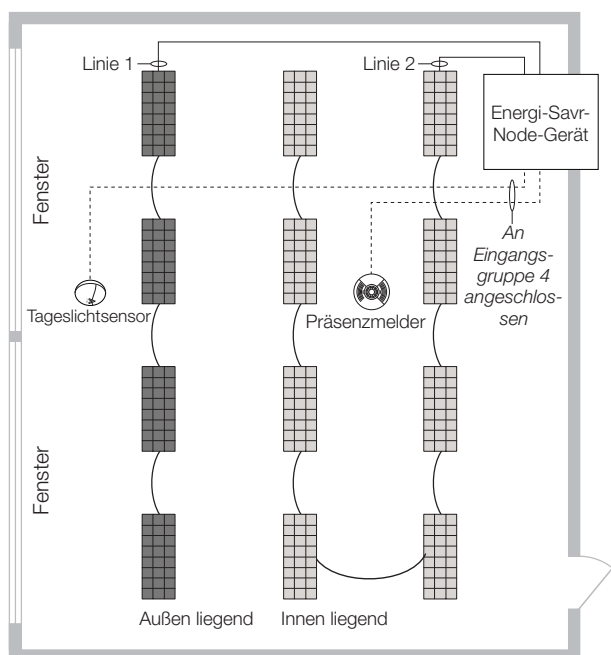 Linie 1
Linie 2
Energi-Savr-
Node-Gerät
Fenster
An
Eingangs-
gruppe 4
angeschlos-
sen
Tageslichtsensor
Präsenzmelder
Fenster
Außen liegend
Innen liegend